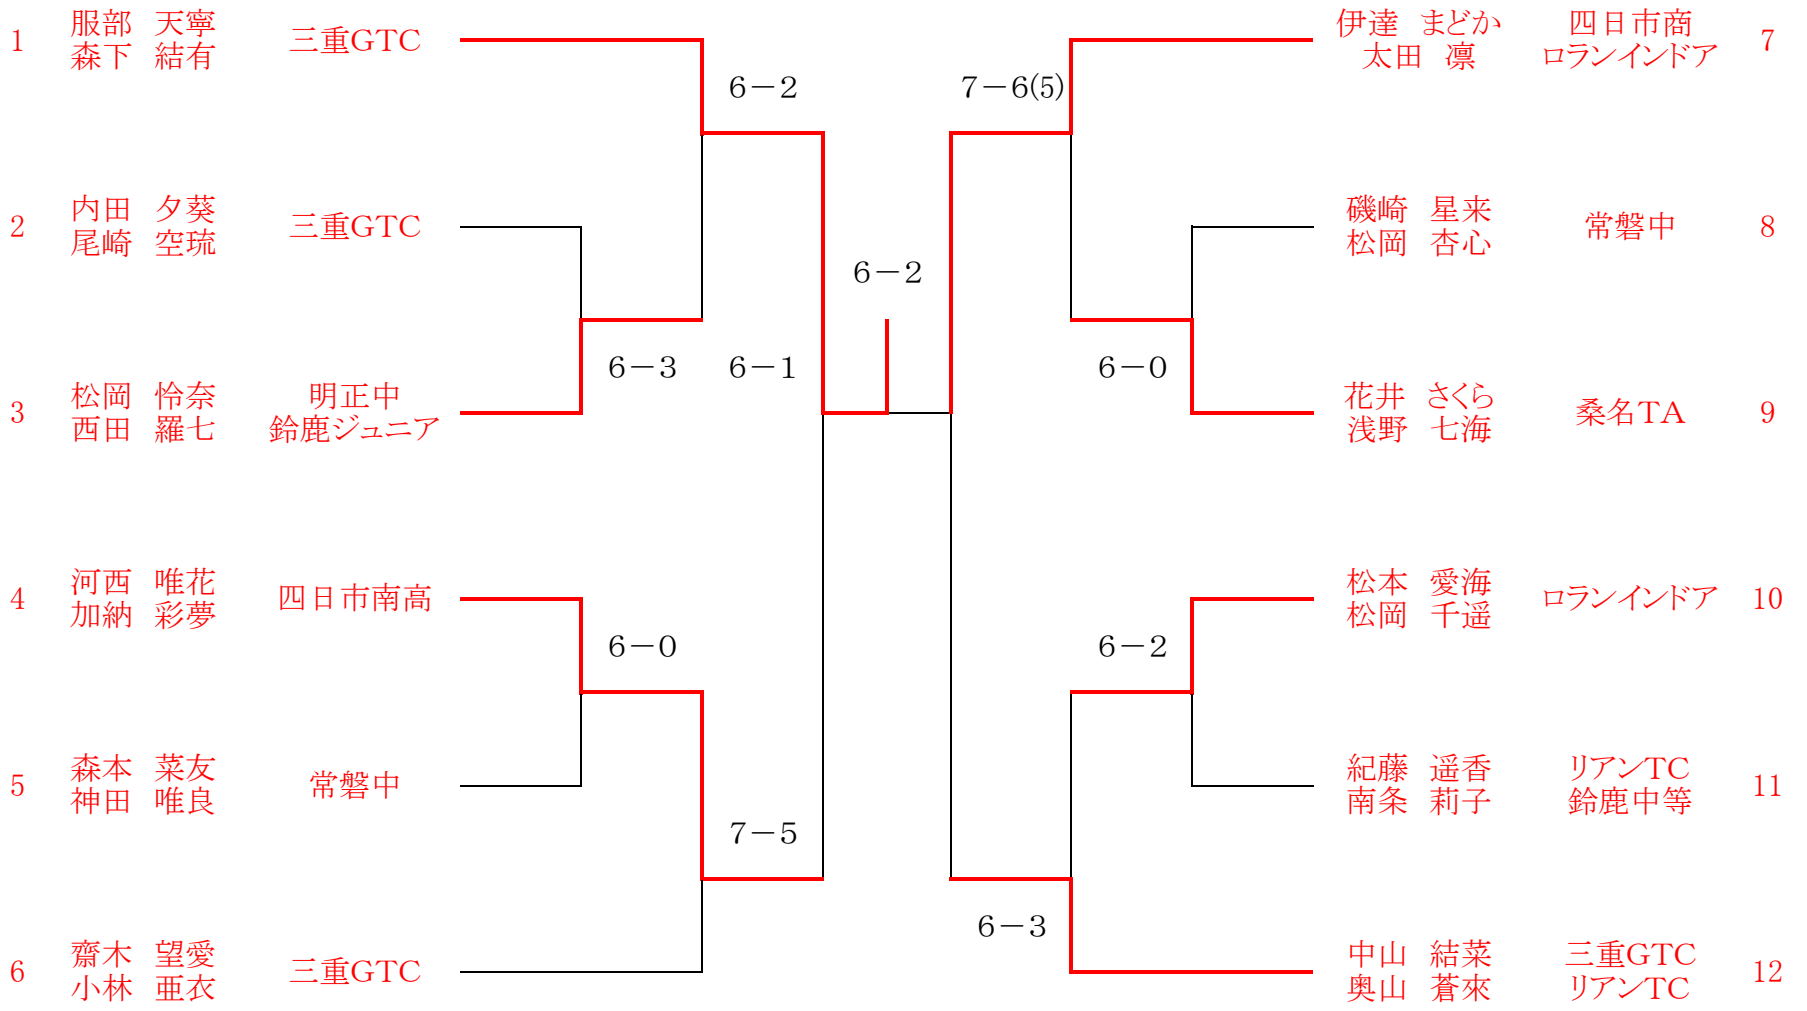 1 服部 天寧 三重GTC
森下 結有
6－2
2 内田 夕葵 三重GTC
尾崎 空琉
6－3
6－1
3 松岡 怜奈 明正中
西田 羅七 鈴鹿ジュニア
4 河西 唯花 四日市南高
加納 彩夢
6－0
5 森本 菜友 常磐中
神田 唯良
7－5
6 齋木 望愛 三重GTC
小林 亜衣
6－2
伊達 まどか 四日市商 7
太田 凛 ロランインドア
7－6(5)
磯崎 星来 常磐中 8
松岡 杏心
6－0
花井 さくら 桑名TA 9
浅野 七海
松本 愛海 ロランインドア 10
松岡 千遥
6－2
紀藤 遥香 リアンTC 11
南条 莉子 鈴鹿中等
6－3
中山 結菜 三重GTC 12
奥山 蒼來 リアンTC